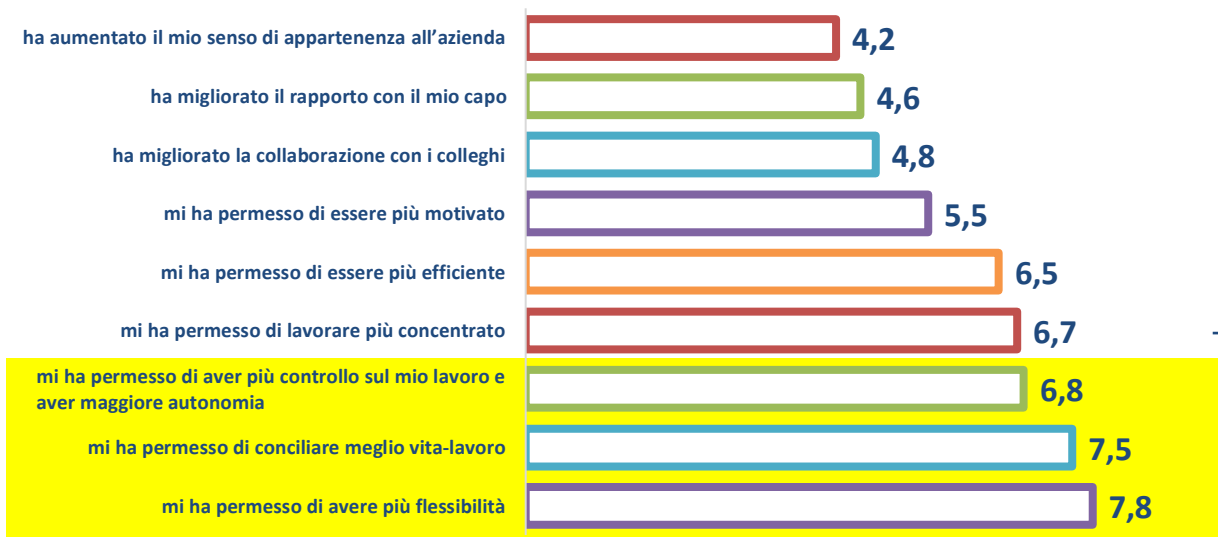 ha aumentato il mio senso di appartenenza all’azienda
4,2
ha migliorato il rapporto con il mio capo
4,6
ha migliorato la collaborazione con i colleghi
4,8
mi ha permesso di essere più motivato
5,5
mi ha permesso di essere più efficiente
6,5
mi ha permesso di lavorare più concentrato
6,7
mi ha permesso di aver più controllo sul mio lavoro e
aver maggiore autonomia
6,8
mi ha permesso di conciliare meglio vita-lavoro
7,5
mi ha permesso di avere più flessibilità
7,8